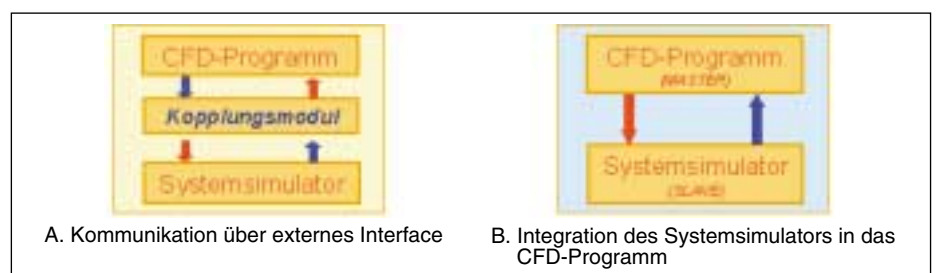 CFD-Programm
Kopplungsmodul
Systemsimulator
A. Kommunikation über externes Interface
CFD-Programm
(MASTER)
Systemsimulator
(SLAVE)
B. Integration des Systemsimulators in das
CFD-Programm